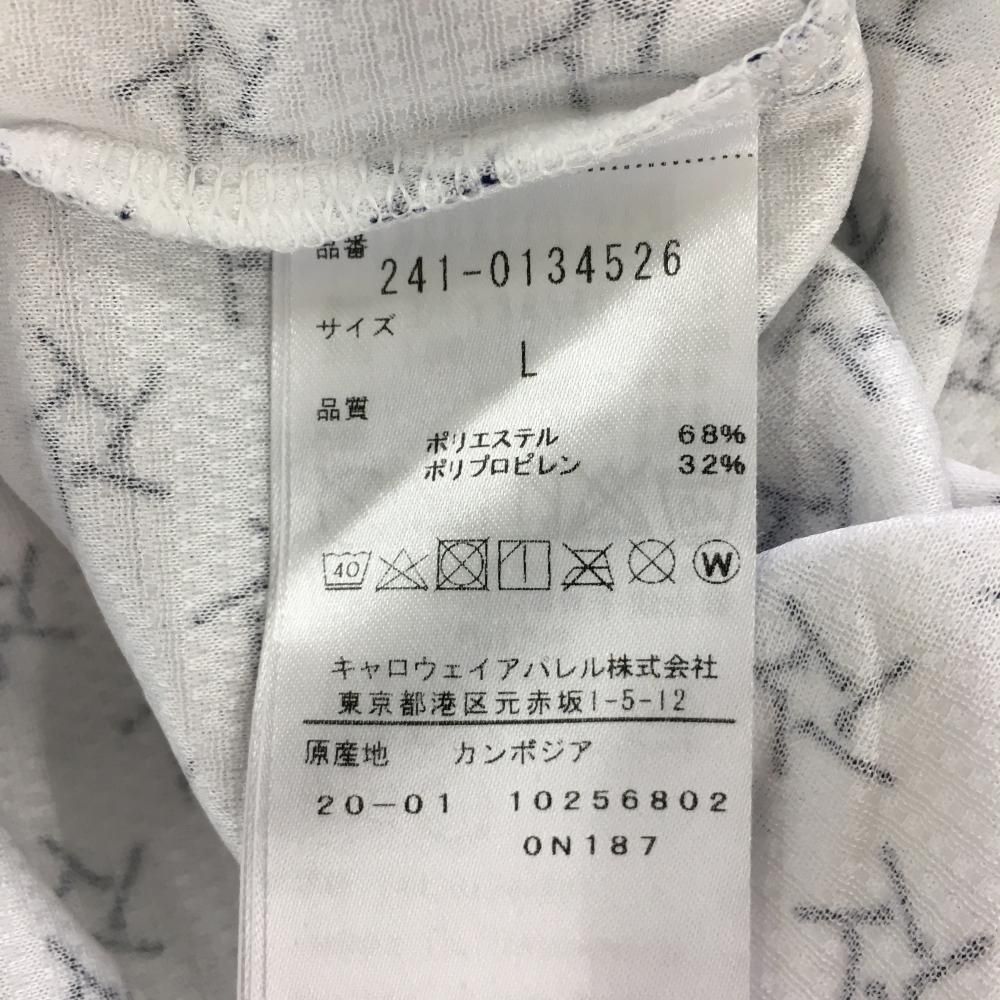 品番
241-0134526
サイズ
L
品質
ポリエステル 68%
ポリプロピレン 32%
40 W
キャロウェイアパレル株式会社
東京都港区元赤坂1-5-12
原産地 カンボジア
20-01 10256802
0N187